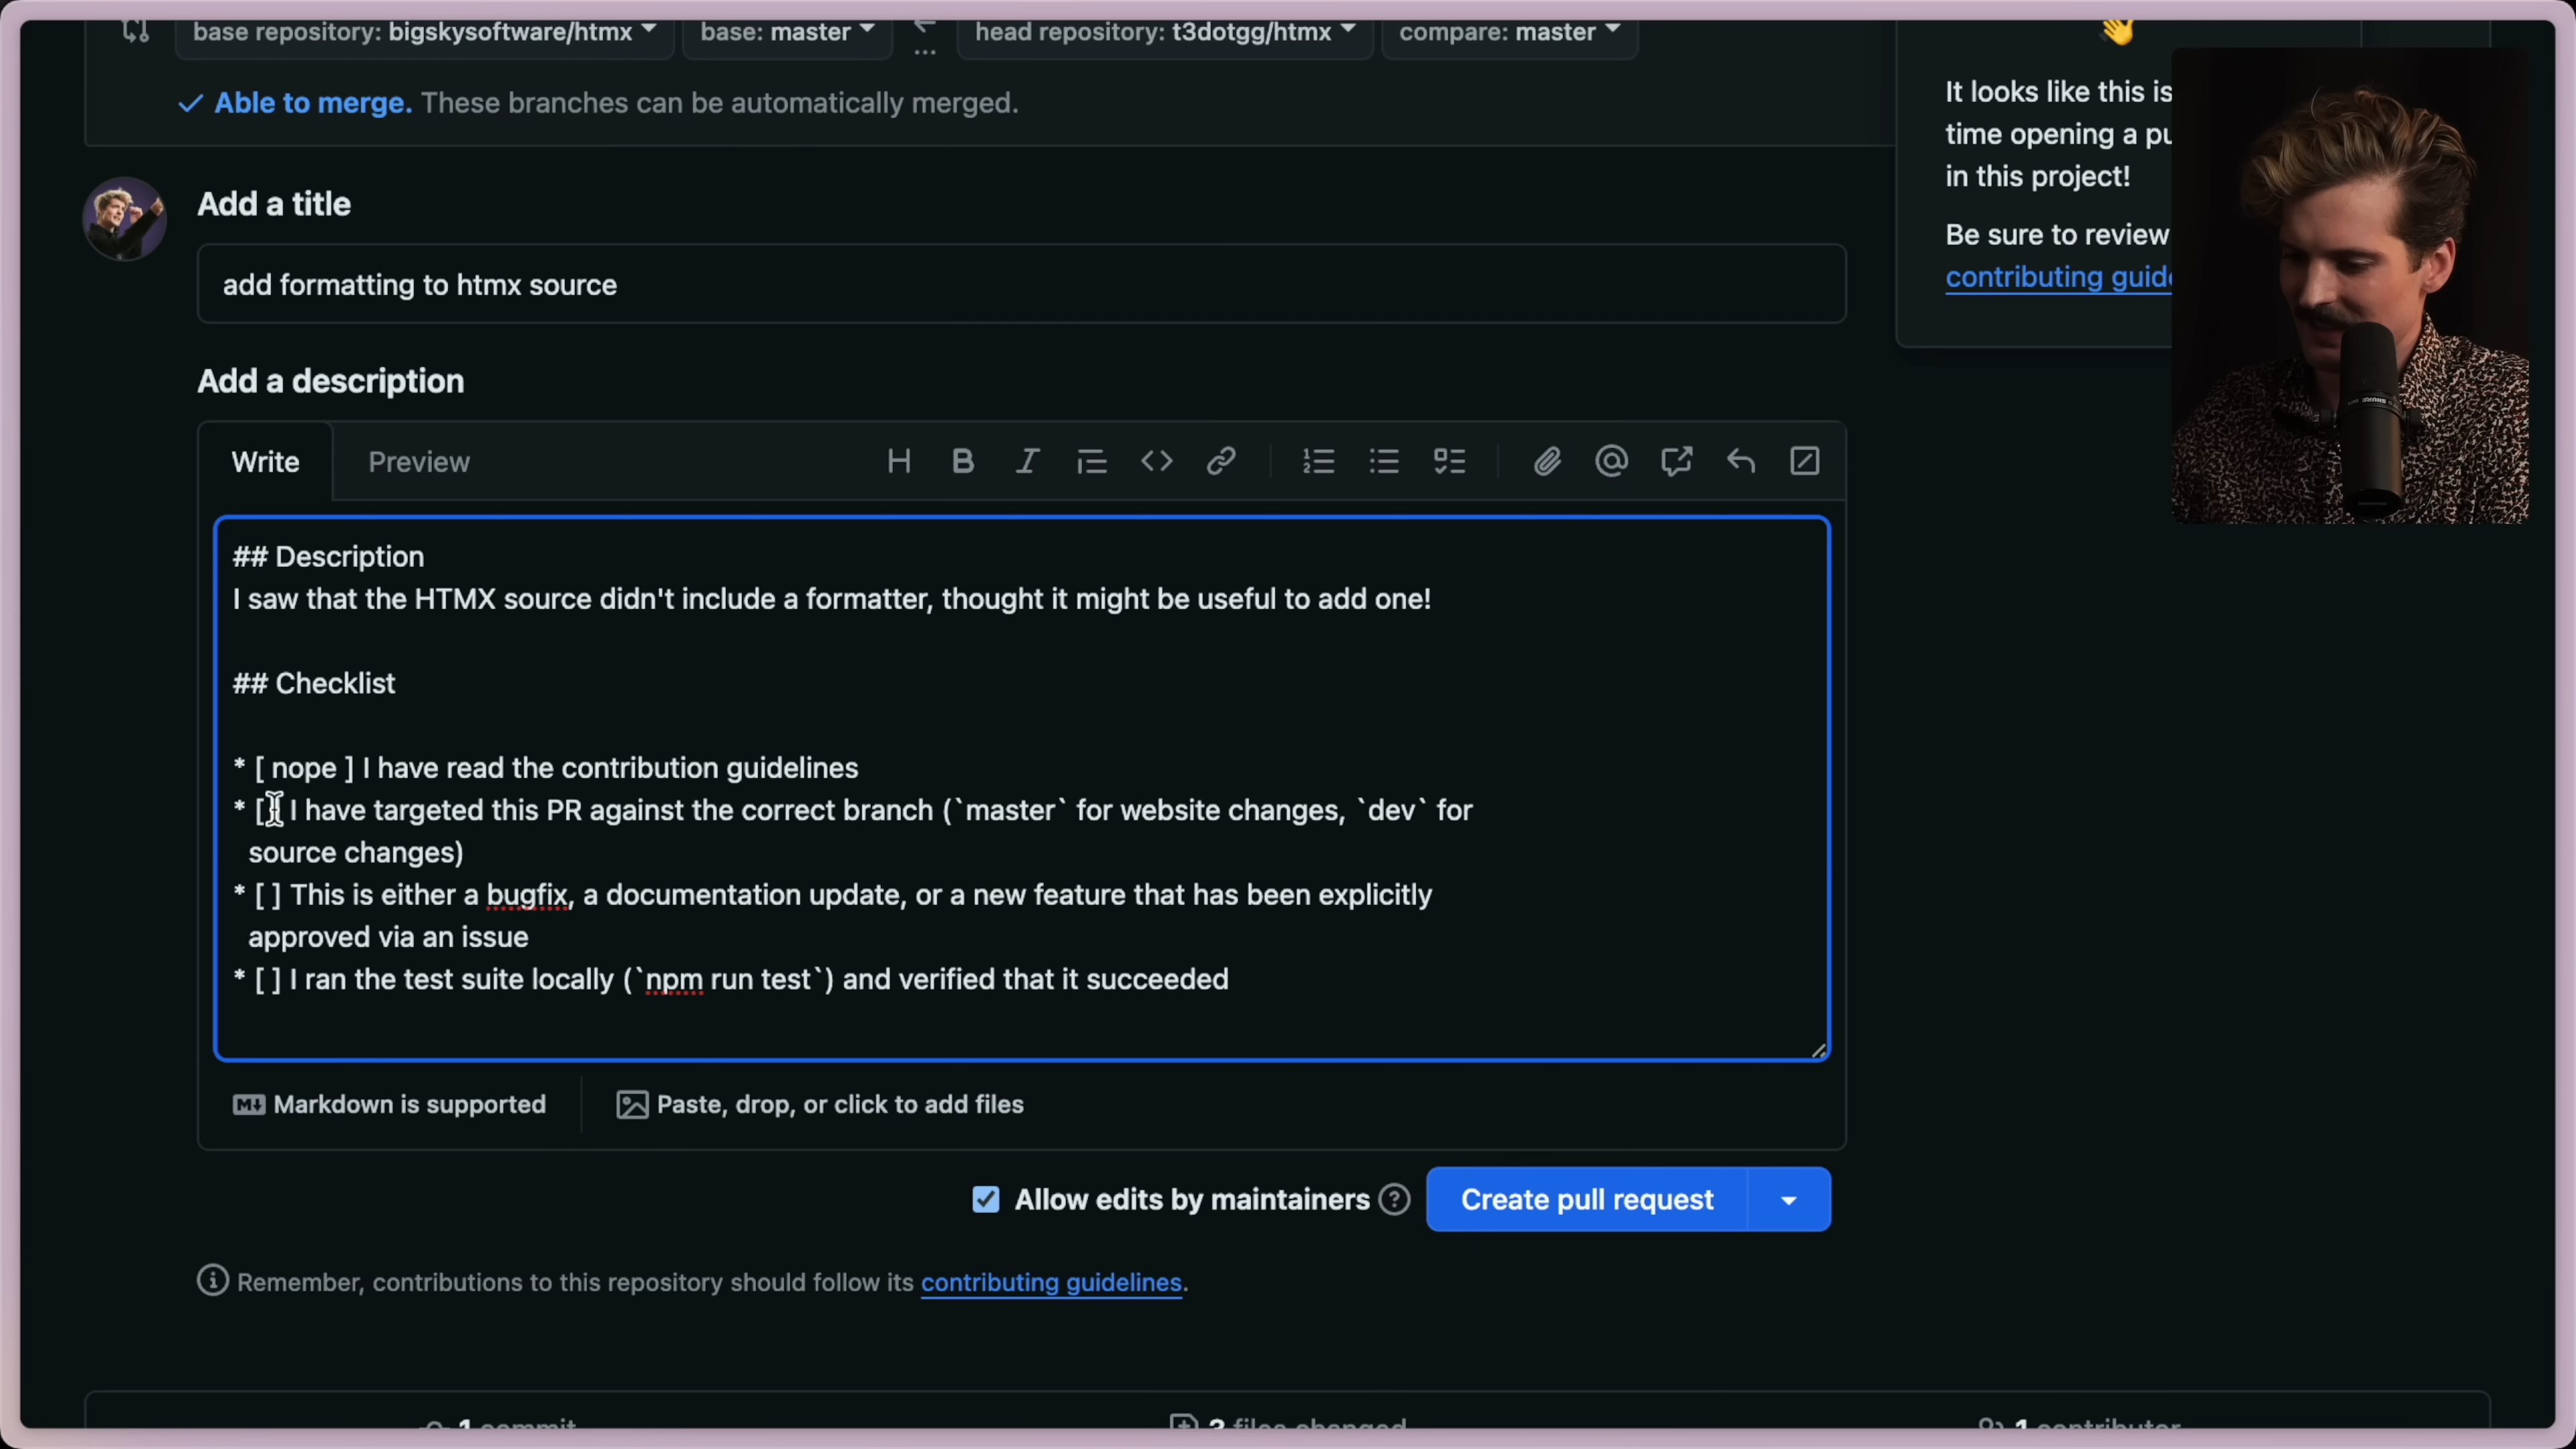 base repository: bigskysoftware/htmx
base: master
head repository: t3dotgg/htmx
compare: master
Able to merge. These branches can be automatically merged.
It looks like this is
time opening a pu
in this project!
Be sure to review
contributing guide
Add a title
add formatting to htmx source
Add a description
Write
Preview
## Description
I saw that the HTMX source didn't include a formatter, thought it might be useful to add one!
## Checklist
* [ nope ] I have read the contribution guidelines
* [ ] I have targeted this PR against the correct branch (`master` for website changes, `dev` for
source changes)
* [ ] This is either a bugfix, a documentation update, or a new feature that has been explicitly
approved via an issue
* [ ] I ran the test suite locally (`npm run test`) and verified that it succeeded
Markdown is supported
Paste, drop, or click to add files
Allow edits by maintainers
Create pull request
Remember, contributions to this repository should follow its contributing guidelines.
1 commit
files changed
1 contributor